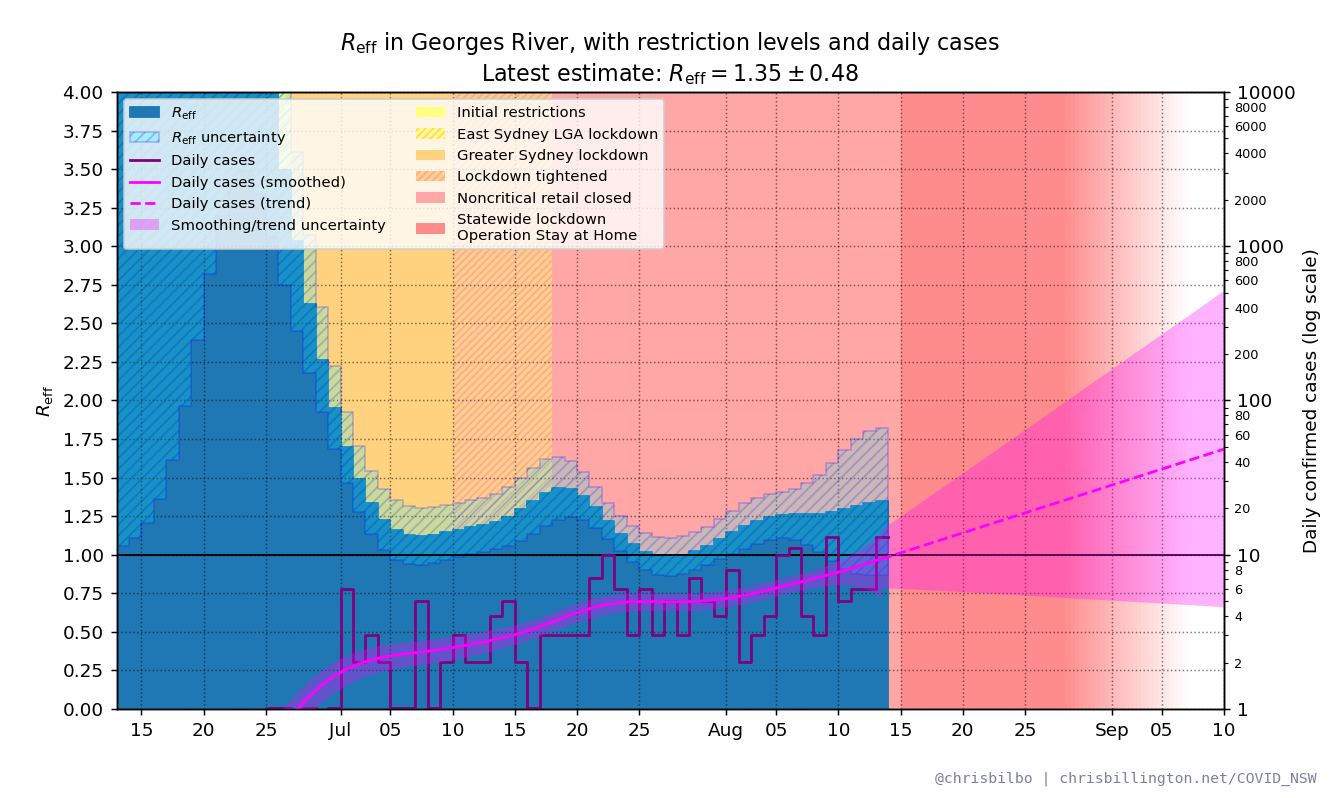 R_eff in Georges River, with restriction levels and daily cases
Latest estimate: R_eff = 1.35 ± 0.48
R_eff
R_eff uncertainty
Daily cases
Daily cases (smoothed)
Daily cases (trend)
Smoothing/trend uncertainty
Initial restrictions
East Sydney LGA lockdown
Greater Sydney lockdown
Lockdown tightened
Noncritical retail closed
Statewide lockdown
Operation Stay at Home
R_eff
4.00
3.75
3.50
3.25
3.00
2.75
2.50
2.25
2.00
1.75
1.50
1.25
1.00
0.75
0.50
0.25
0.00
15 20 25 Jul 05 10 15 20 25 Aug 05 10 15 20 25 Sep 05 10
10000
8000
6000
4000
2000
1000
800
600
400
200
100
80
60
40
20
10
8
6
4
2
1
Daily confirmed cases (log scale)
@chrisbilbo | chrisbillington.net/COVID_NSW